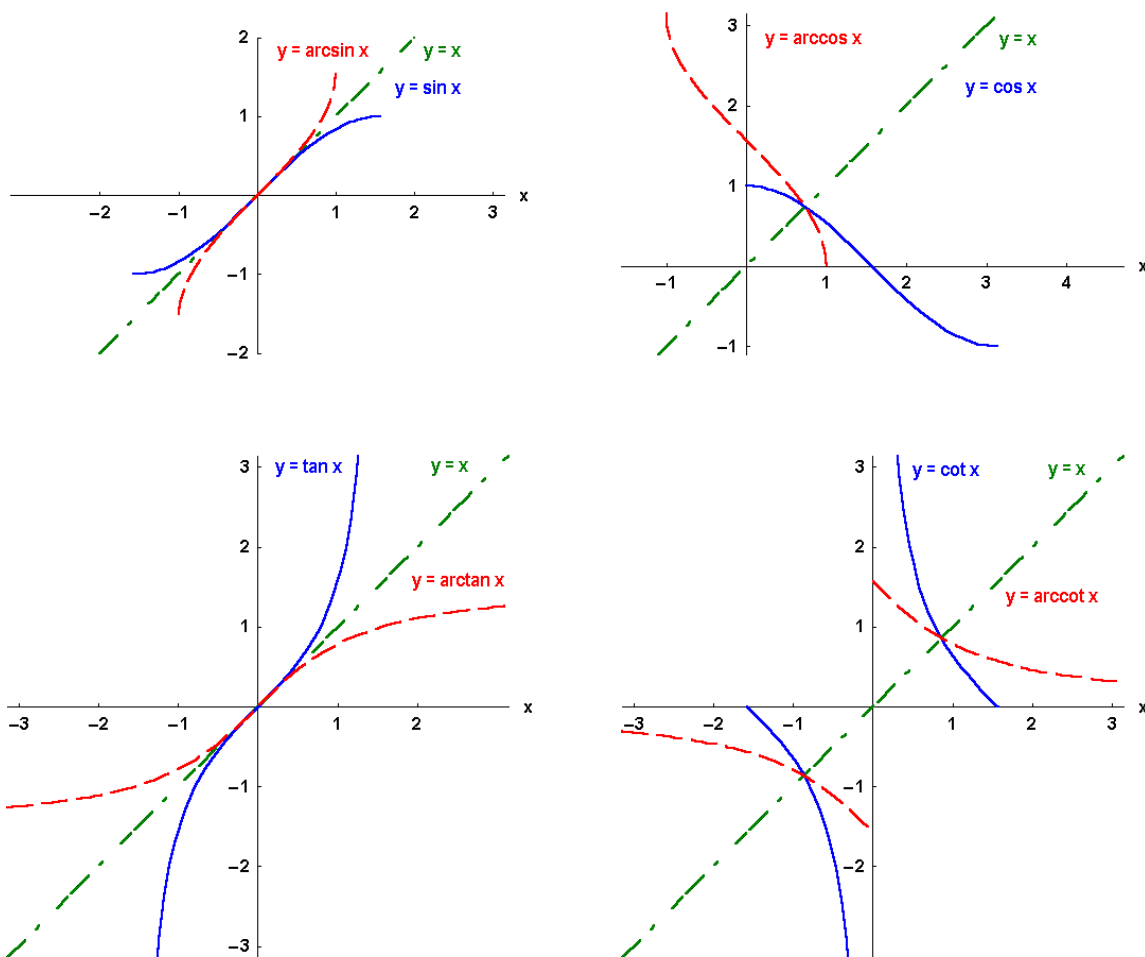 2
y = arcsin x
y = x
y = sin x
1
−2
−1
1
2
3
x
−1
−2
3
y = arccos x
y = x
2
y = cos x
1
−1
1
2
3
4
x
−1
3
y = tan x
y = x
2
y = arctan x
1
−3
−2
−1
1
2
x
−1
−2
−3
3
y = cot x
y = x
2
y = arccot x
1
−3
−2
−1
1
2
3
x
−1
−2
−3